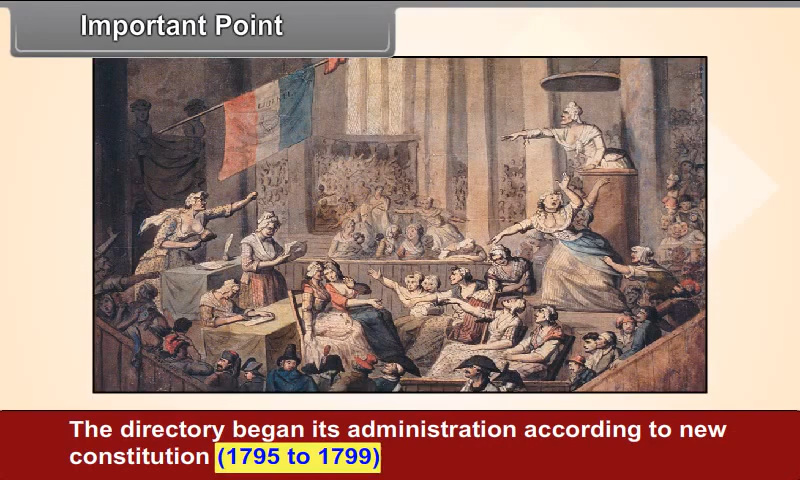 Important Point
The directory began its administration according to new
constitution (1795 to 1799)